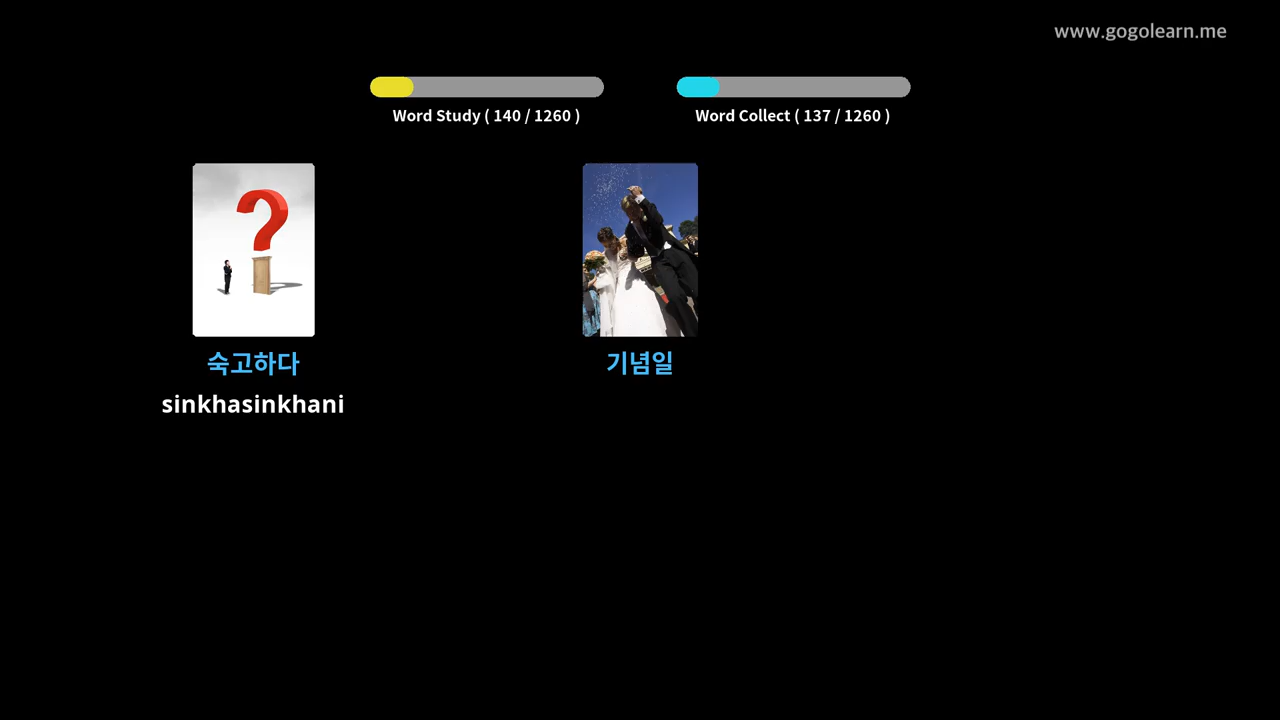 www.gogolearn.me
Word Study ( 140 / 1260 )
Word Collect ( 137 / 1260 )
숙고하다
기념일
sinkhasinkhani